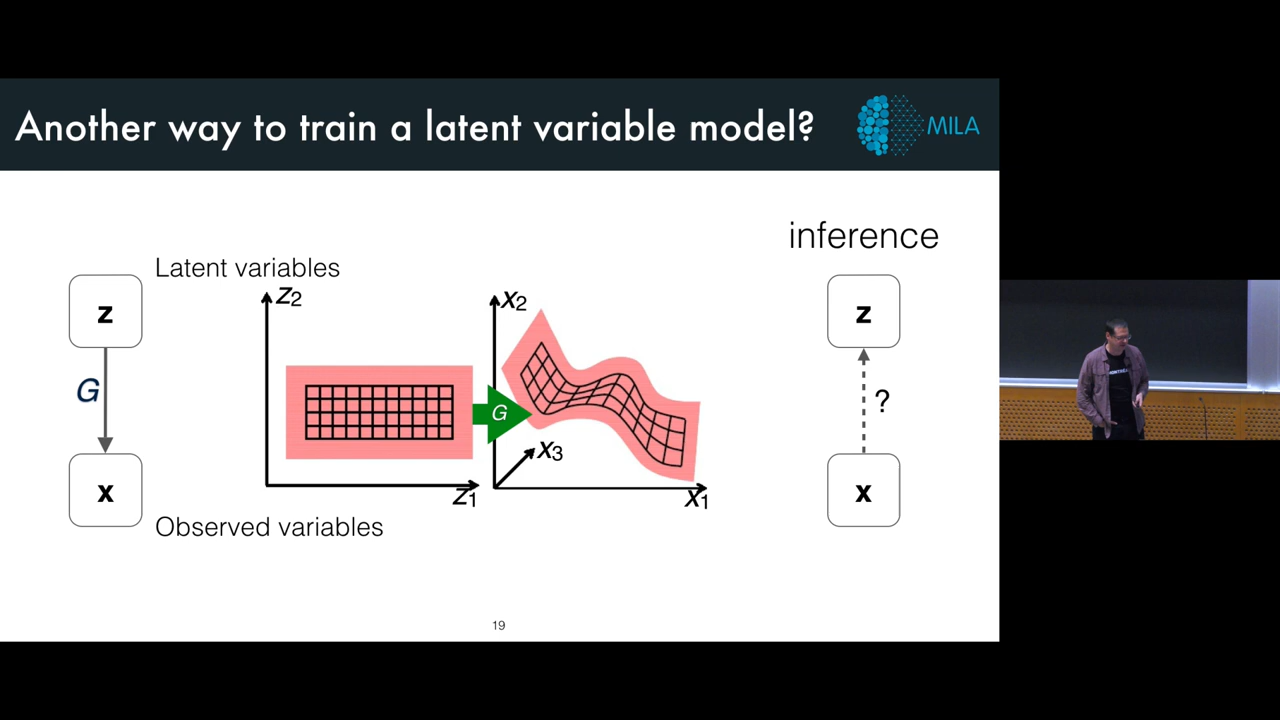 Another way to train a latent variable model?
MILA
inference
Latent variables
z
G
x
Observed variables
z2
z1
G
x2
x3
x1
z
?
x
19